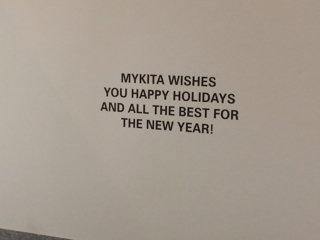 MYKITA WISHES
YOU HAPPY HOLIDAYS
AND ALL THE BEST FOR
THE NEW YEAR!